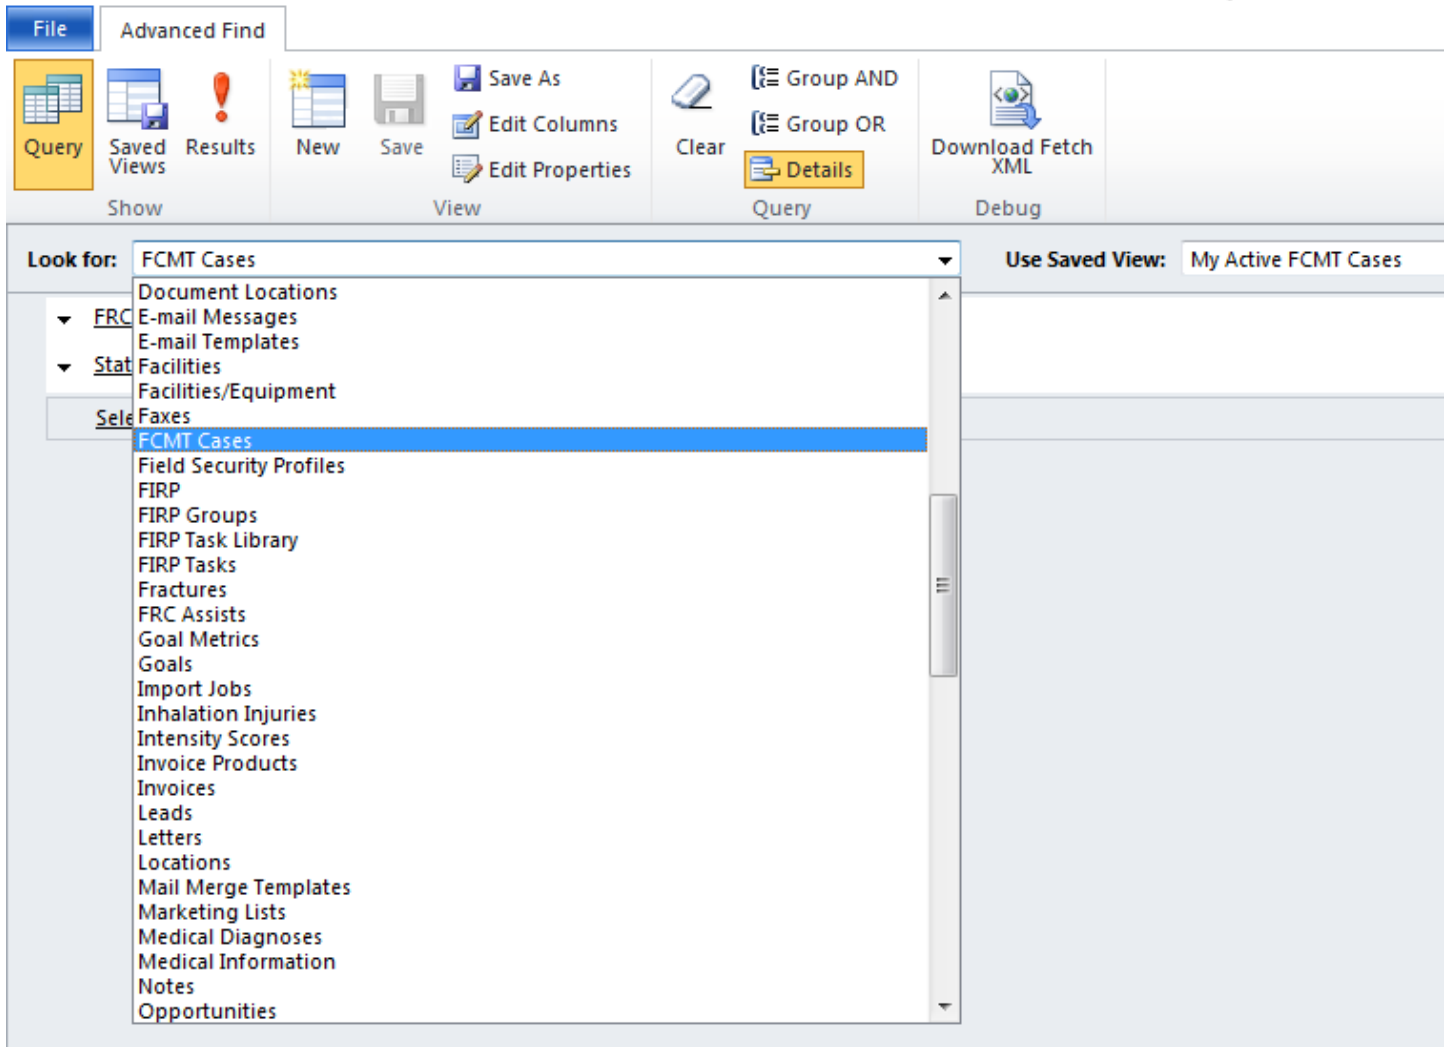 File
Advanced Find
Query
Saved Views
Results
New
Save
Save As
Edit Columns
Edit Properties
Clear
Group AND
Group OR
Details
Download Fetch XML
Show
View
Query
Debug
Look for: FCMT Cases
Use Saved View: My Active FCMT Cases
FRC
Stat
Sele
Document Locations
E-mail Messages
E-mail Templates
Facilities
Facilities/Equipment
Faxes
FCMT Cases
Field Security Profiles
FIRP
FIRP Groups
FIRP Task Library
FIRP Tasks
Fractures
FRC Assists
Goal Metrics
Goals
Import Jobs
Inhalation Injuries
Intensity Scores
Invoice Products
Invoices
Leads
Letters
Locations
Mail Merge Templates
Marketing Lists
Medical Diagnoses
Medical Information
Notes
Opportunities